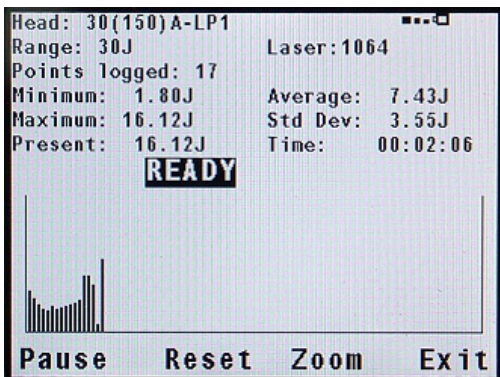 Head: 30(150)A-LP1
Range: 30J Laser:1064
Points logged: 17
Minimum: 1.80J Average: 7.43J
Maximum: 16.12J Std Dev: 3.55J
Present: 16.12J Time: 00:02:06
READY
Pause Reset Zoom Exit